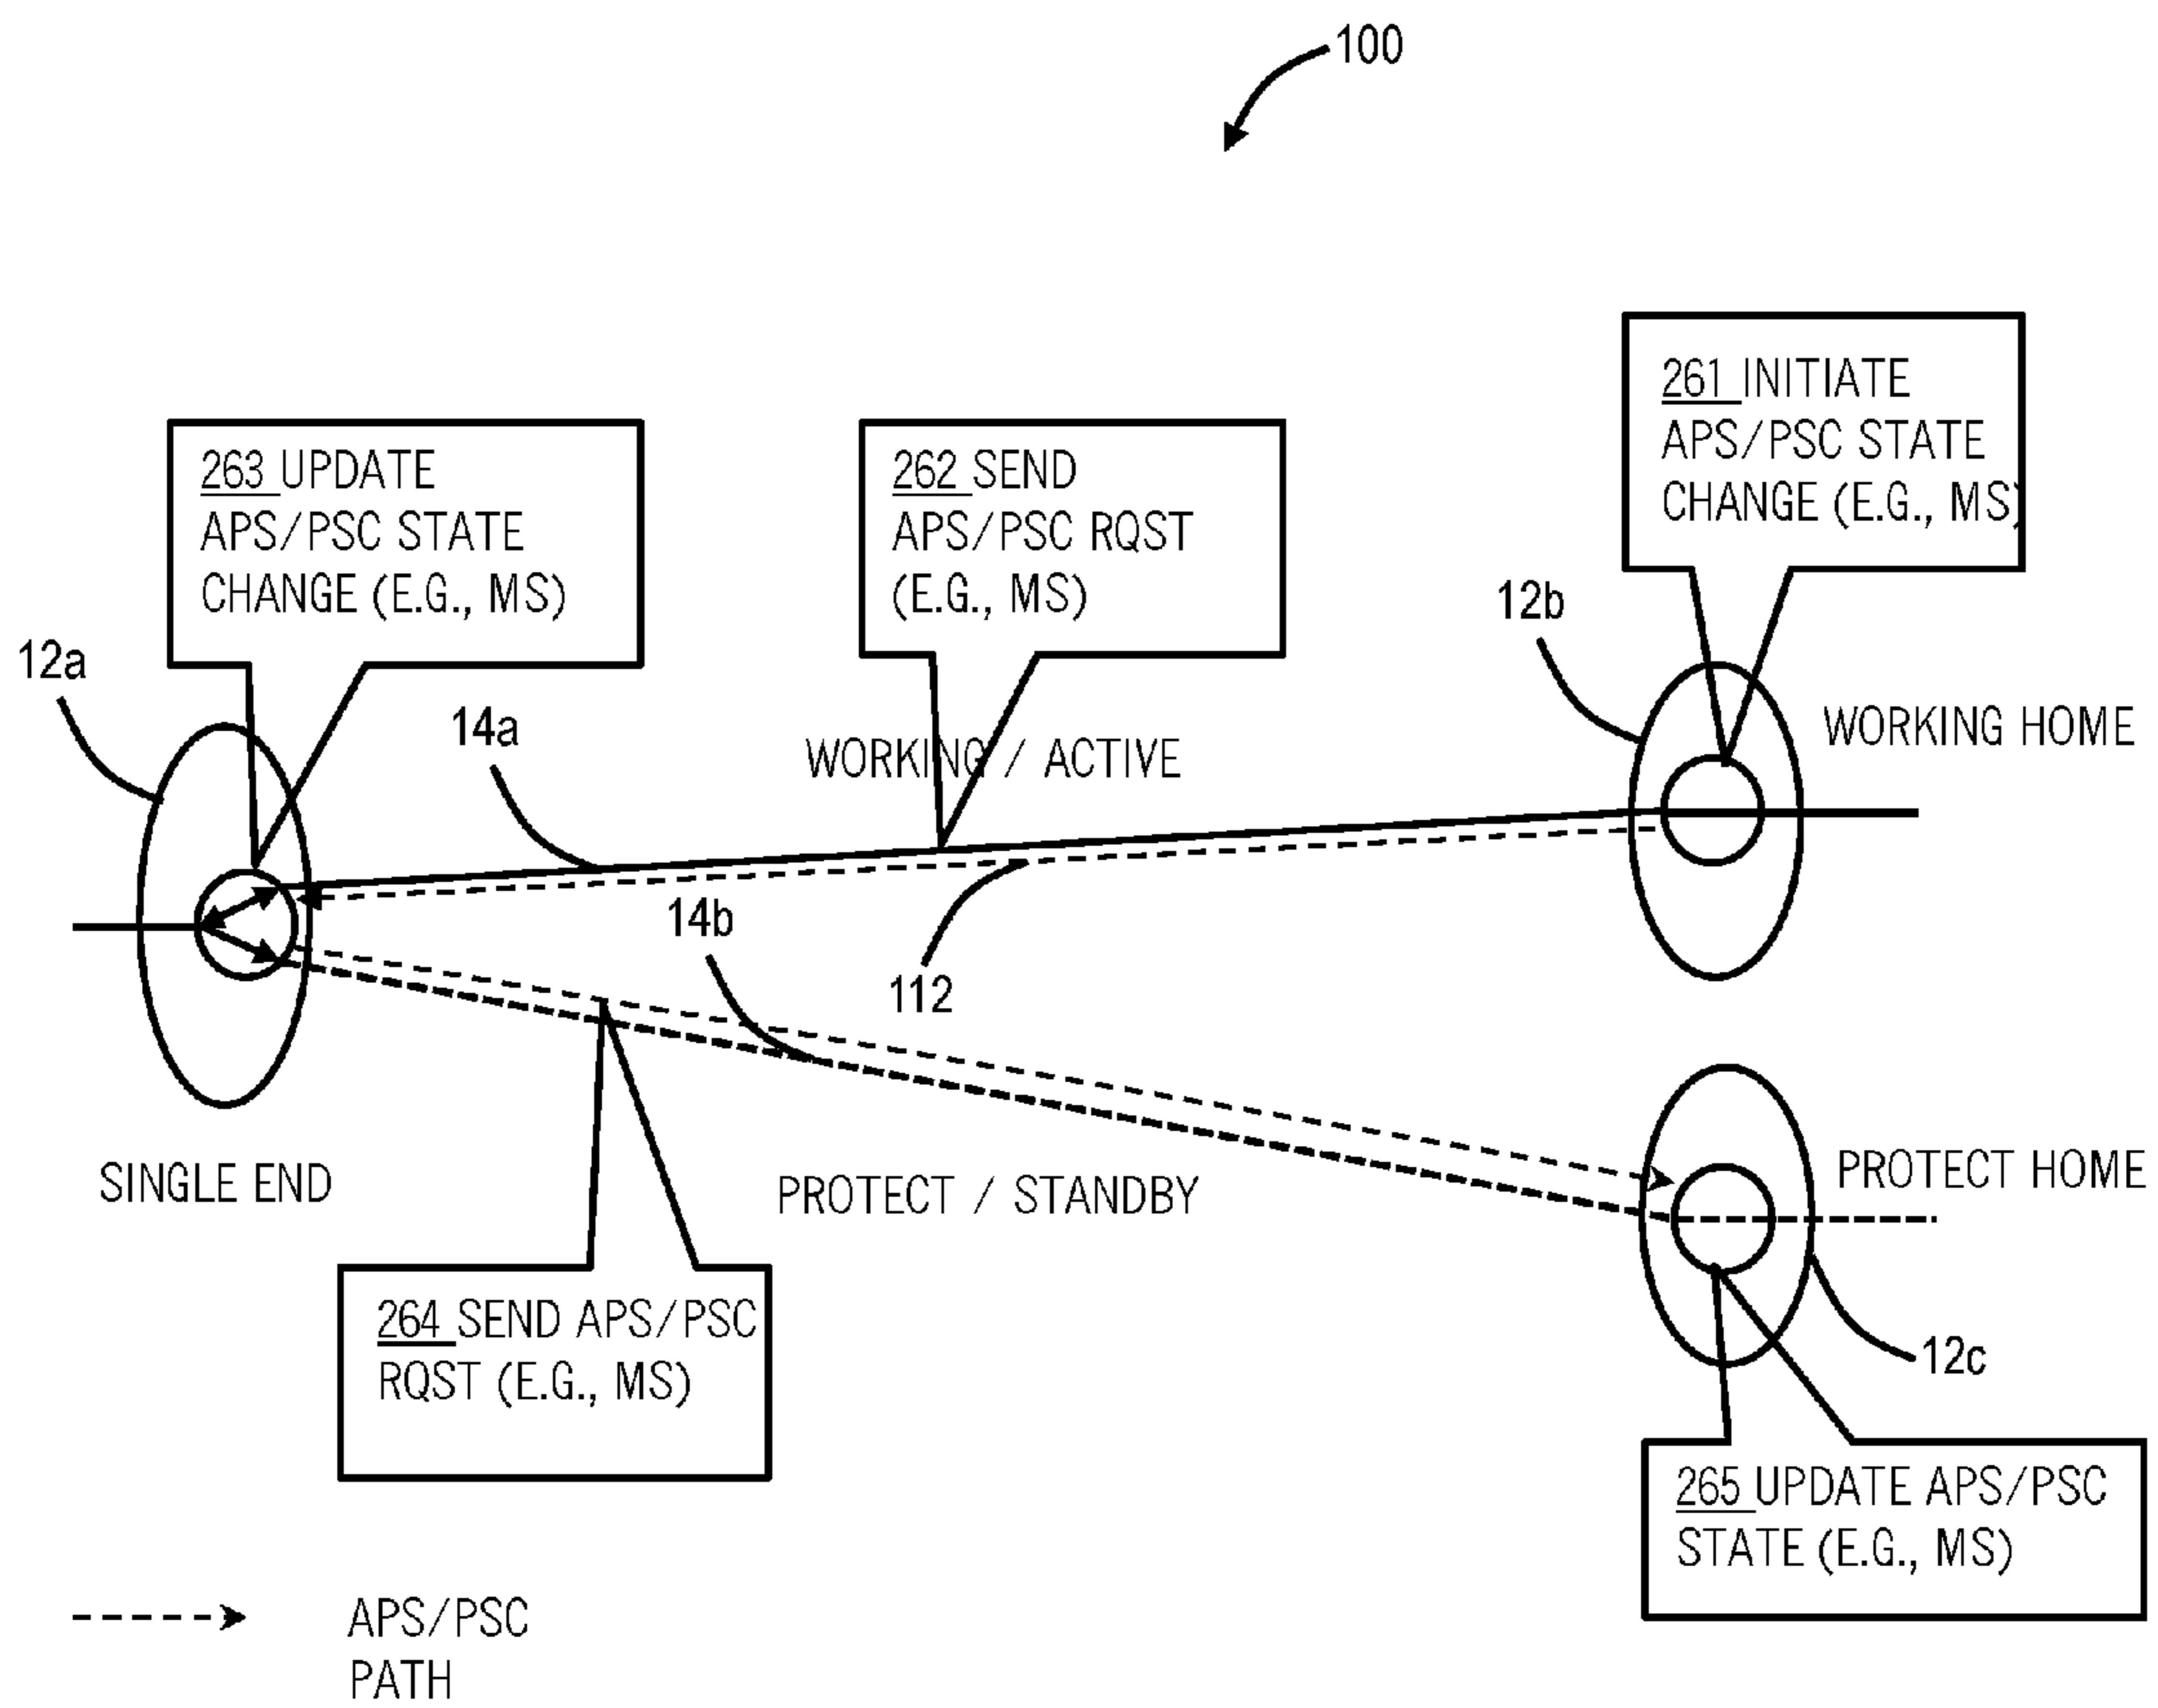 100
261 INITIATE
APS/PSC STATE
CHANGE (E.G., MS)
263 UPDATE
APS/PSC STATE
CHANGE (E.G., MS)
262 SEND
APS/PSC RQST
(E.G., MS)
12b
12a
14a
WORKING / ACTIVE
WORKING HOME
14b
112
SINGLE END
PROTECT / STANDBY
PROTECT HOME
264 SEND APS/PSC
RQST (E.G., MS)
12c
265 UPDATE APS/PSC
STATE (E.G., MS)
APS/PSC
PATH